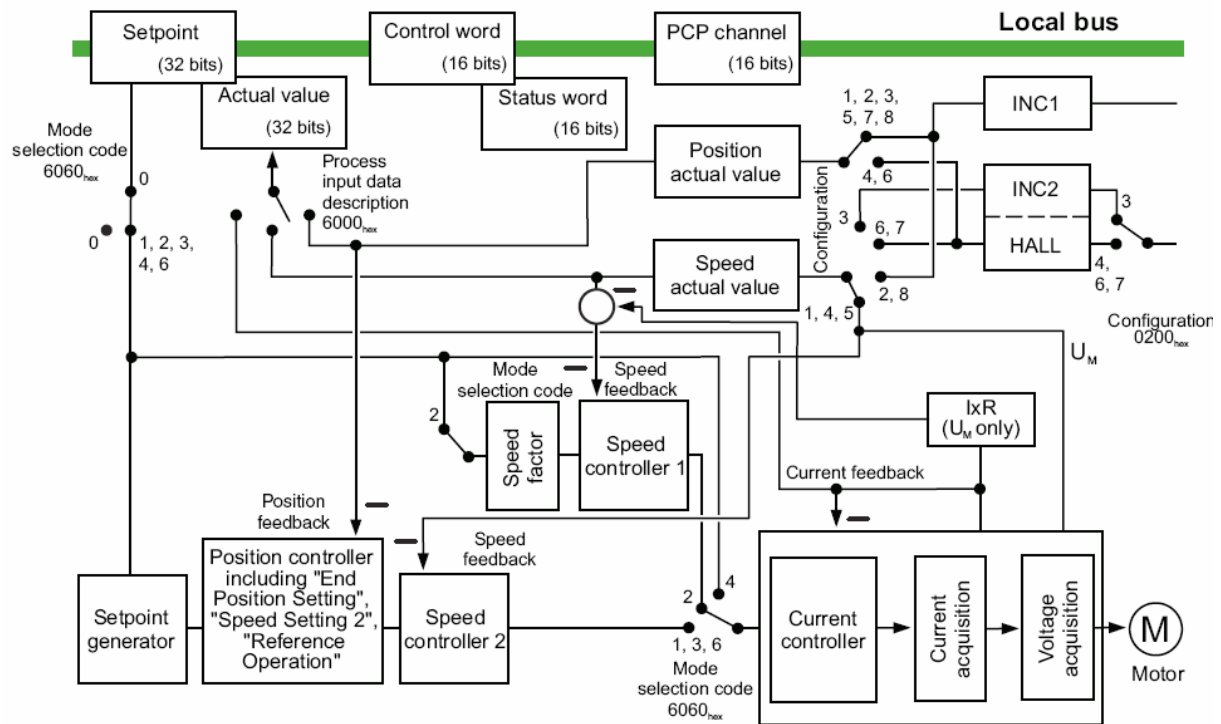 Local bus
Setpoint
(32 bits)
Control word
(16 bits)
PCP channel
(16 bits)
Actual value
(32 bits)
Status word
(16 bits)
Mode
selection code
6060hex
0
0
1, 2, 3,
4, 6
Process
input data
description
6000hex
Position
actual value
1, 2, 3,
5, 7, 8
4, 6
Configuration
INC1
INC2
HALL
3
6, 7
3
4,
6, 7
Speed
actual value
2, 8
1, 4, 5
Configuration
0200hex
UM
Mode
selection code
2
Speed
feedback
Speed
factor
Speed
controller 1
IxR
(UM only)
Current feedback
Position
feedback
Speed
feedback
Setpoint
generator
Position controller
including "End
Position Setting",
"Speed Setting 2",
"Reference
Operation"
Speed
controller 2
2
4
1, 3, 6
Mode
selection code
6060hex
Current
controller
Current
acquisition
Voltage
acquisition
M
Motor